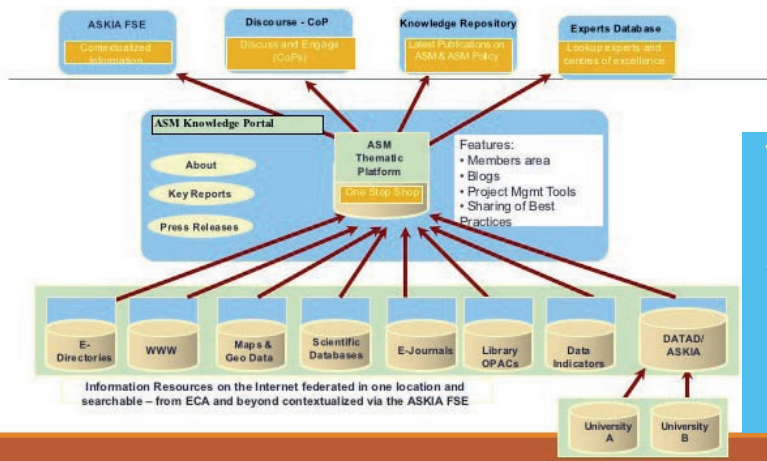 ASKIA FSE
Contextualized
Information
Discourse - CoP
Discuss and Engage
(CoPs)
Knowledge Repository
Latest Publications on
ASM & ASM Policy
Experts Database
Lookup experts and
centres of excellence
ASM Knowledge Portal
About
Key Reports
Press Releases
ASM
Thematic
Platform
One Stop Shop
Features:
• Members area
• Blogs
• Project Mgmt Tools
• Sharing of Best
Practices
E-
Directories
WWW
Maps &
Geo Data
Scientific
Databases
E-Journals
Library
OPACs
Data
Indicators
DATAD/
ASKIA
Information Resources on the Internet federated in one location and
searchable – from ECA and beyond contextualized via the ASKIA FSE
University
A
University
B